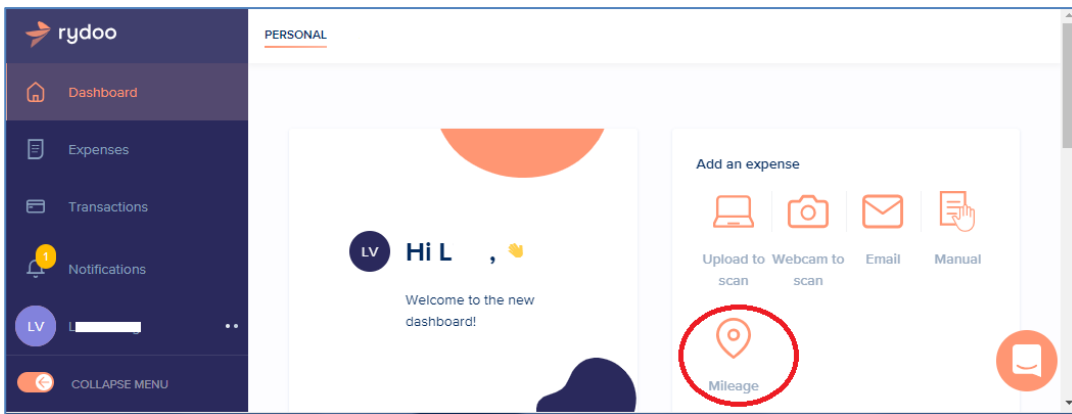 rydoo
PERSONAL
Dashboard
Expenses
Transactions
1
Notifications
LV
L
COLLAPSE MENU
LV
Hi L , 👋
Welcome to the new
dashboard!
Add an expense
Upload to
scan
Webcam to
scan
Email
Manual
Mileage